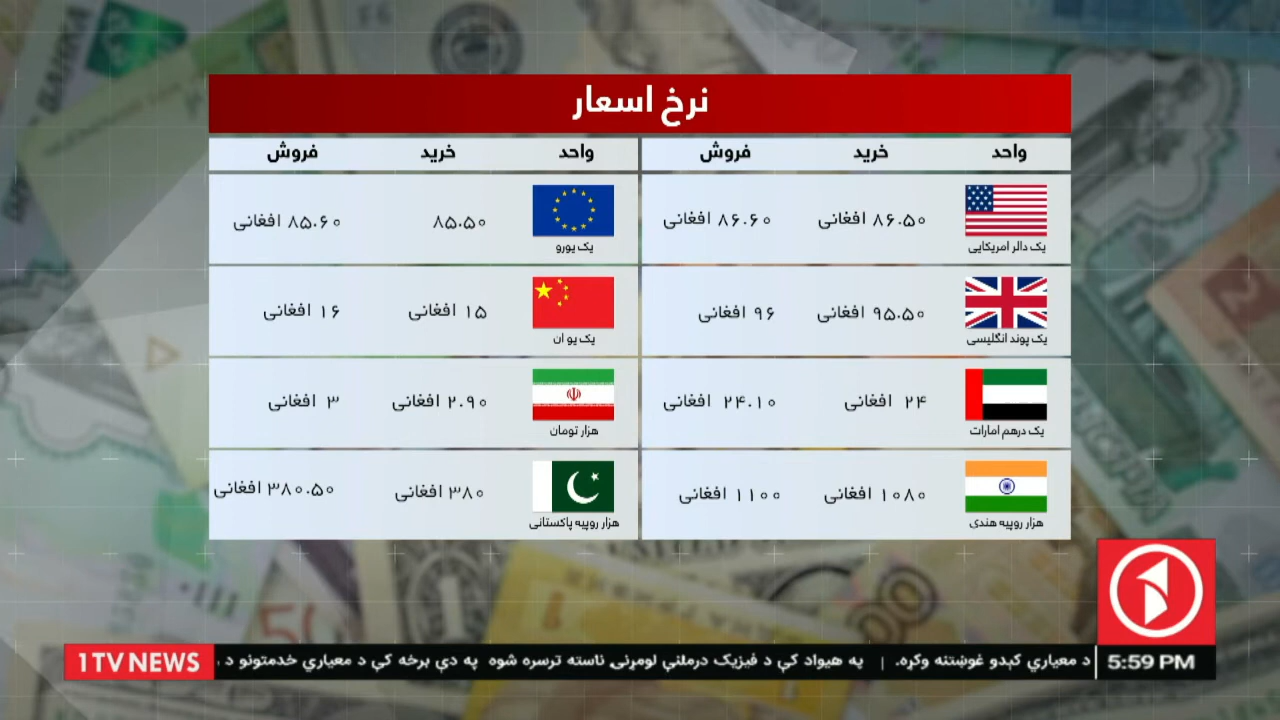 نرخ اسعار
واحد خرید فروش واحد خرید فروش
۸۶.۵۰ افغانی ۸۶.۶۰ افغانی ۸۵.۵۰ ۸۵.۶۰ افغانی
یک دالر امریکایی یک یورو
۹۵.۵۰ افغانی ۹۶ افغانی ۱۵ افغانی ۱۶ افغانی
یک پوند انگلیسی یک یو ان
۲۴ افغانی ۲۴.۱۰ افغانی ۲.۹۰ افغانی ۳ افغانی
یک درهم امارات هزار تومان
۱۰۸۰ افغانی ۱۱۰۰ افغانی ۳۸۰ افغانی ۳۸۰.۵۰ افغانی
هزار روپیه هندی هزار روپیه پاکستانی
5:59 PM د معیاري کېدو غوښتنه وکړه. | په هیواد کې د فیزیک درملنې لومړنۍ ناسته ترسره شوه په دې برخه کې د معیاري خدمتونو د 1TV NEWS